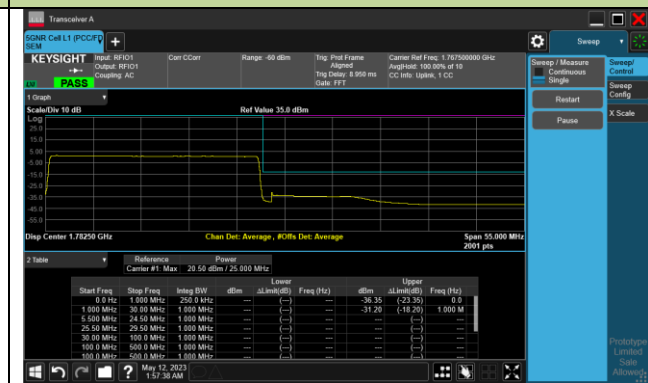 Transceiver A
5GNR Cell L1 (PCC/FD
SEM
+
Sweep
KEYSIGHT Input: RFIO1 Corr CCorr Range: -60 dBm Trig: Prot Frame Carrier Ref Freq: 1.767500000 GHz
Output: RFIO1 Aligned Avg|Hold: 100.00% of 10
Coupling: AC Trig Delay: 8.950 ms CC Info: Uplink, 1 CC
PASS Gate: FFT
Sweep / Measure
Continuous
Single
Restart
Pause
Sweep/
Control
Sweep
Config
X Scale
1 Graph
Scale/Div 10 dB Ref Value 35.0 dBm
Log
25.0
15.0
5.00
-5.00
-15.0
-25.0
-35.0
-45.0
-55.0
Disp Center 1.78250 GHz Chan Det: Average , #Offs Det: Average Span 55.000 MHz
2001 pts
2 Table
Reference Power
Carrier #1: Max 20.50 dBm / 25.000 MHz
Lower Upper
Start Freq Stop Freq Integ BW dBm ΔLimit(dB) Freq (Hz) dBm ΔLimit(dB) Freq (Hz)
0.0 Hz 1.000 MHz 250.0 kHz --- (---) --- -36.35 (-23.35) 0.0
1.000 MHz 30.00 MHz 1.000 MHz --- (---) --- -31.20 (-18.20) 1.000 M
5.500 MHz 24.50 MHz 1.000 MHz --- (---) --- --- (---) ---
25.50 MHz 29.50 MHz 1.000 MHz --- (---) --- --- (---) ---
30.00 MHz 100.0 MHz 1.000 MHz --- (---) --- --- (---) ---
100.0 MHz 500.0 MHz 1.000 MHz --- (---) --- --- (---) ---
100.0 MHz 500.0 MHz 1.000 MHz --- (---) --- --- (---) ---
Prototype
Limited
Sale
Allowed
? May 12, 2023
1:57:38 AM